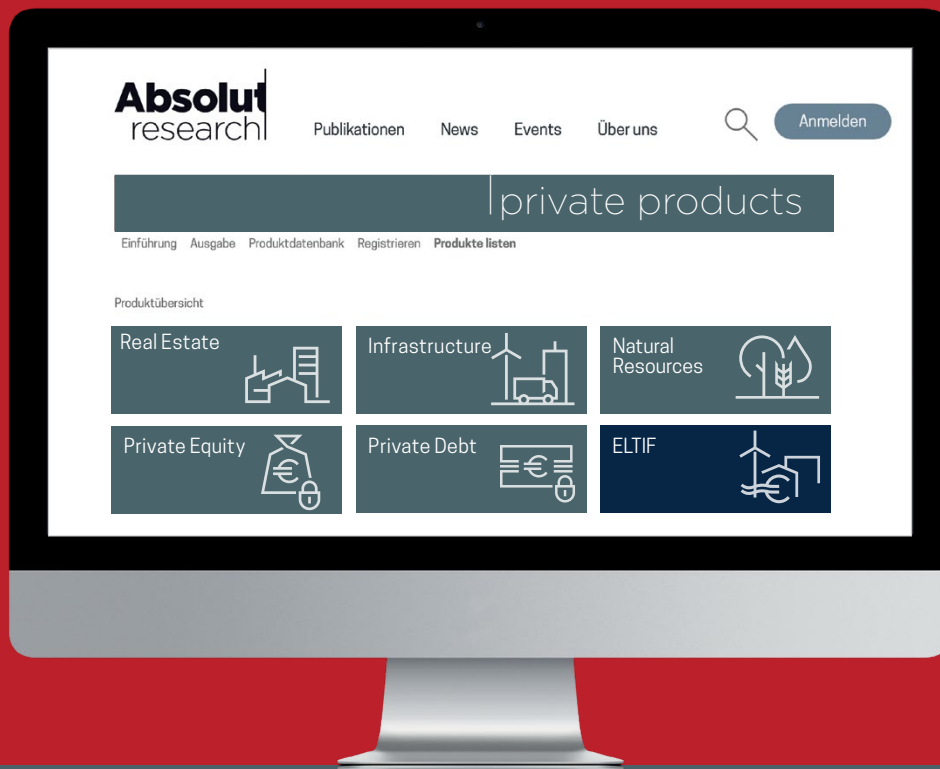 Absolut
research
Publikationen News Events Über uns
Anmelden
private products
Einführung Ausgabe Produktdatenbank Registrieren Produkte listen
Produktübersicht
Real Estate
Infrastructure
Natural
Resources
Private Equity
Private Debt
ELTIF